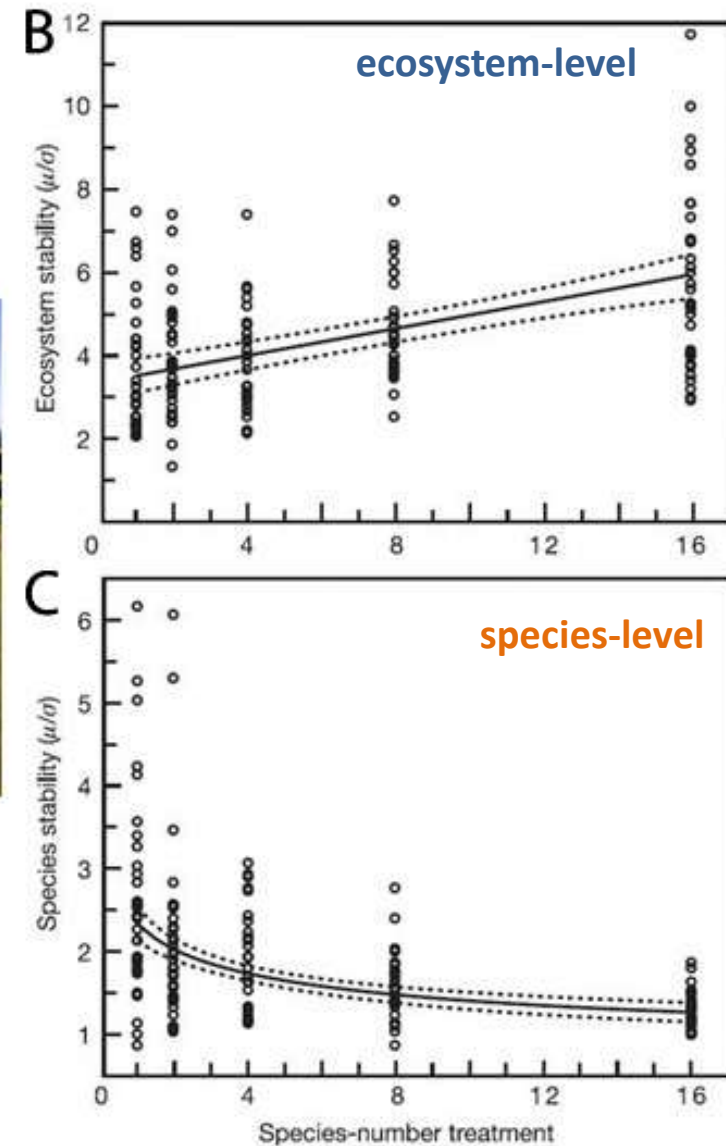 B
ecosystem-level
Ecosystem stability (μ/σ)
12
10
8
6
4
2
0 4 8 12 16
C
species-level
Species stability (μ/σ)
6
5
4
3
2
1
0 4 8 12 16
Species-number treatment